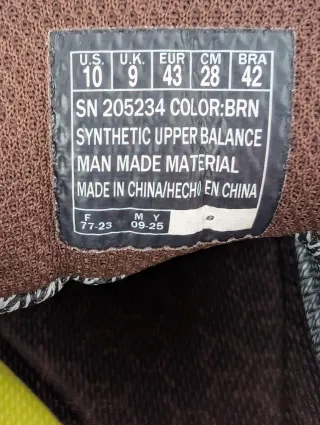 U.S. U.K. EUR CM BRA
10 9 43 28 42
SN 205234 COLOR:BRN
SYNTHETIC UPPER BALANCE
MAN MADE MATERIAL
MADE IN CHINA/HECHO EN CHINA
F M Y
77-23 09-25